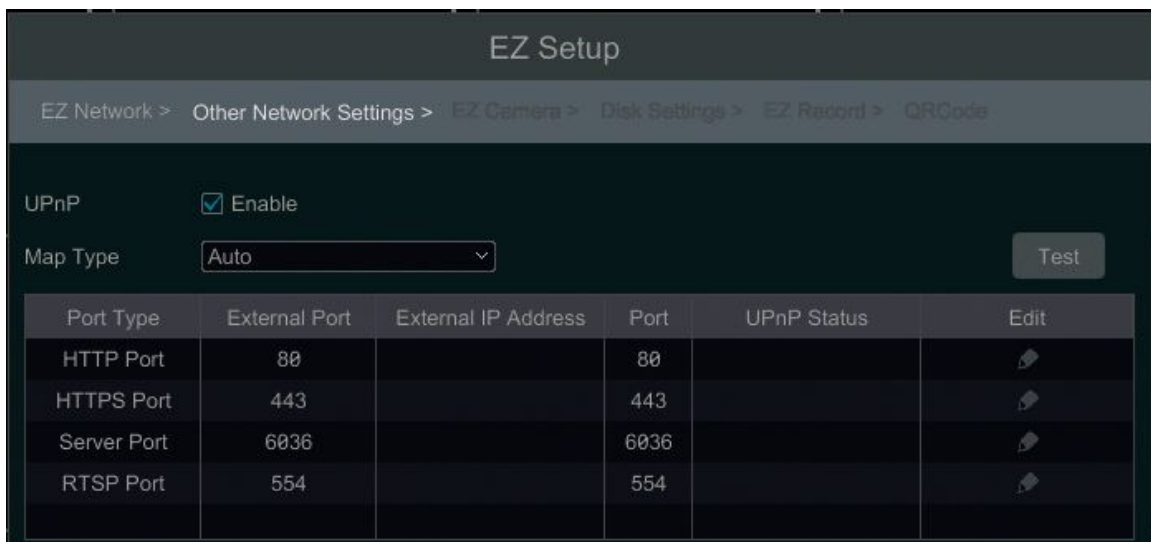 EZ Setup
EZ Network > Other Network Settings > EZ Camera > Disk Settings > EZ Record > QRCode
UPnP Enable
Map Type Auto Test
Port Type External Port External IP Address Port UPnP Status Edit
HTTP Port 80 80
HTTPS Port 443 443
Server Port 6036 6036
RTSP Port 554 554